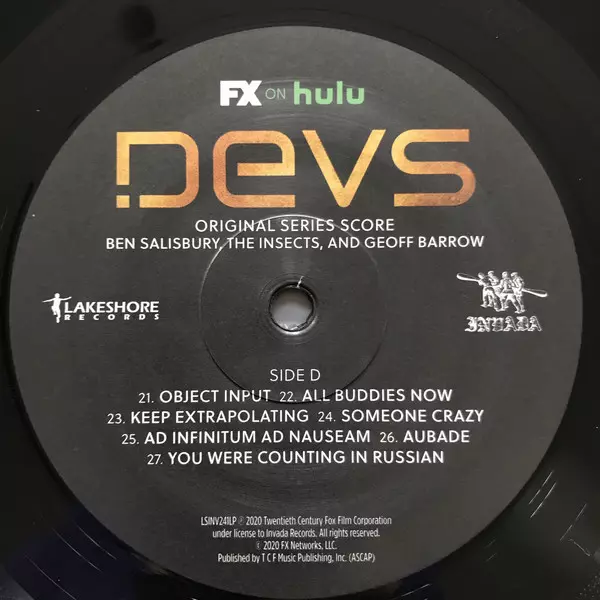 FX ON hulu
DEVS
ORIGINAL SERIES SCORE
BEN SALISBURY, THE INSECTS, AND GEOFF BARROW
LAKESHORE
RECORDS
INVADA
SIDE D
21. OBJECT INPUT 22. ALL BUDDIES NOW
23. KEEP EXTRAPOLATING 24. SOMEONE CRAZY
25. AD INFINITUM AD NAUSEAM 26. AUBADE
27. YOU WERE COUNTING IN RUSSIAN
LSINV241LP ℗ 2020 Twentieth Century Fox Film Corporation
under license to Invada Records. All rights reserved.
© 2020 FX Networks, LLC.
Published by T C F Music Publishing, Inc. (ASCAP)